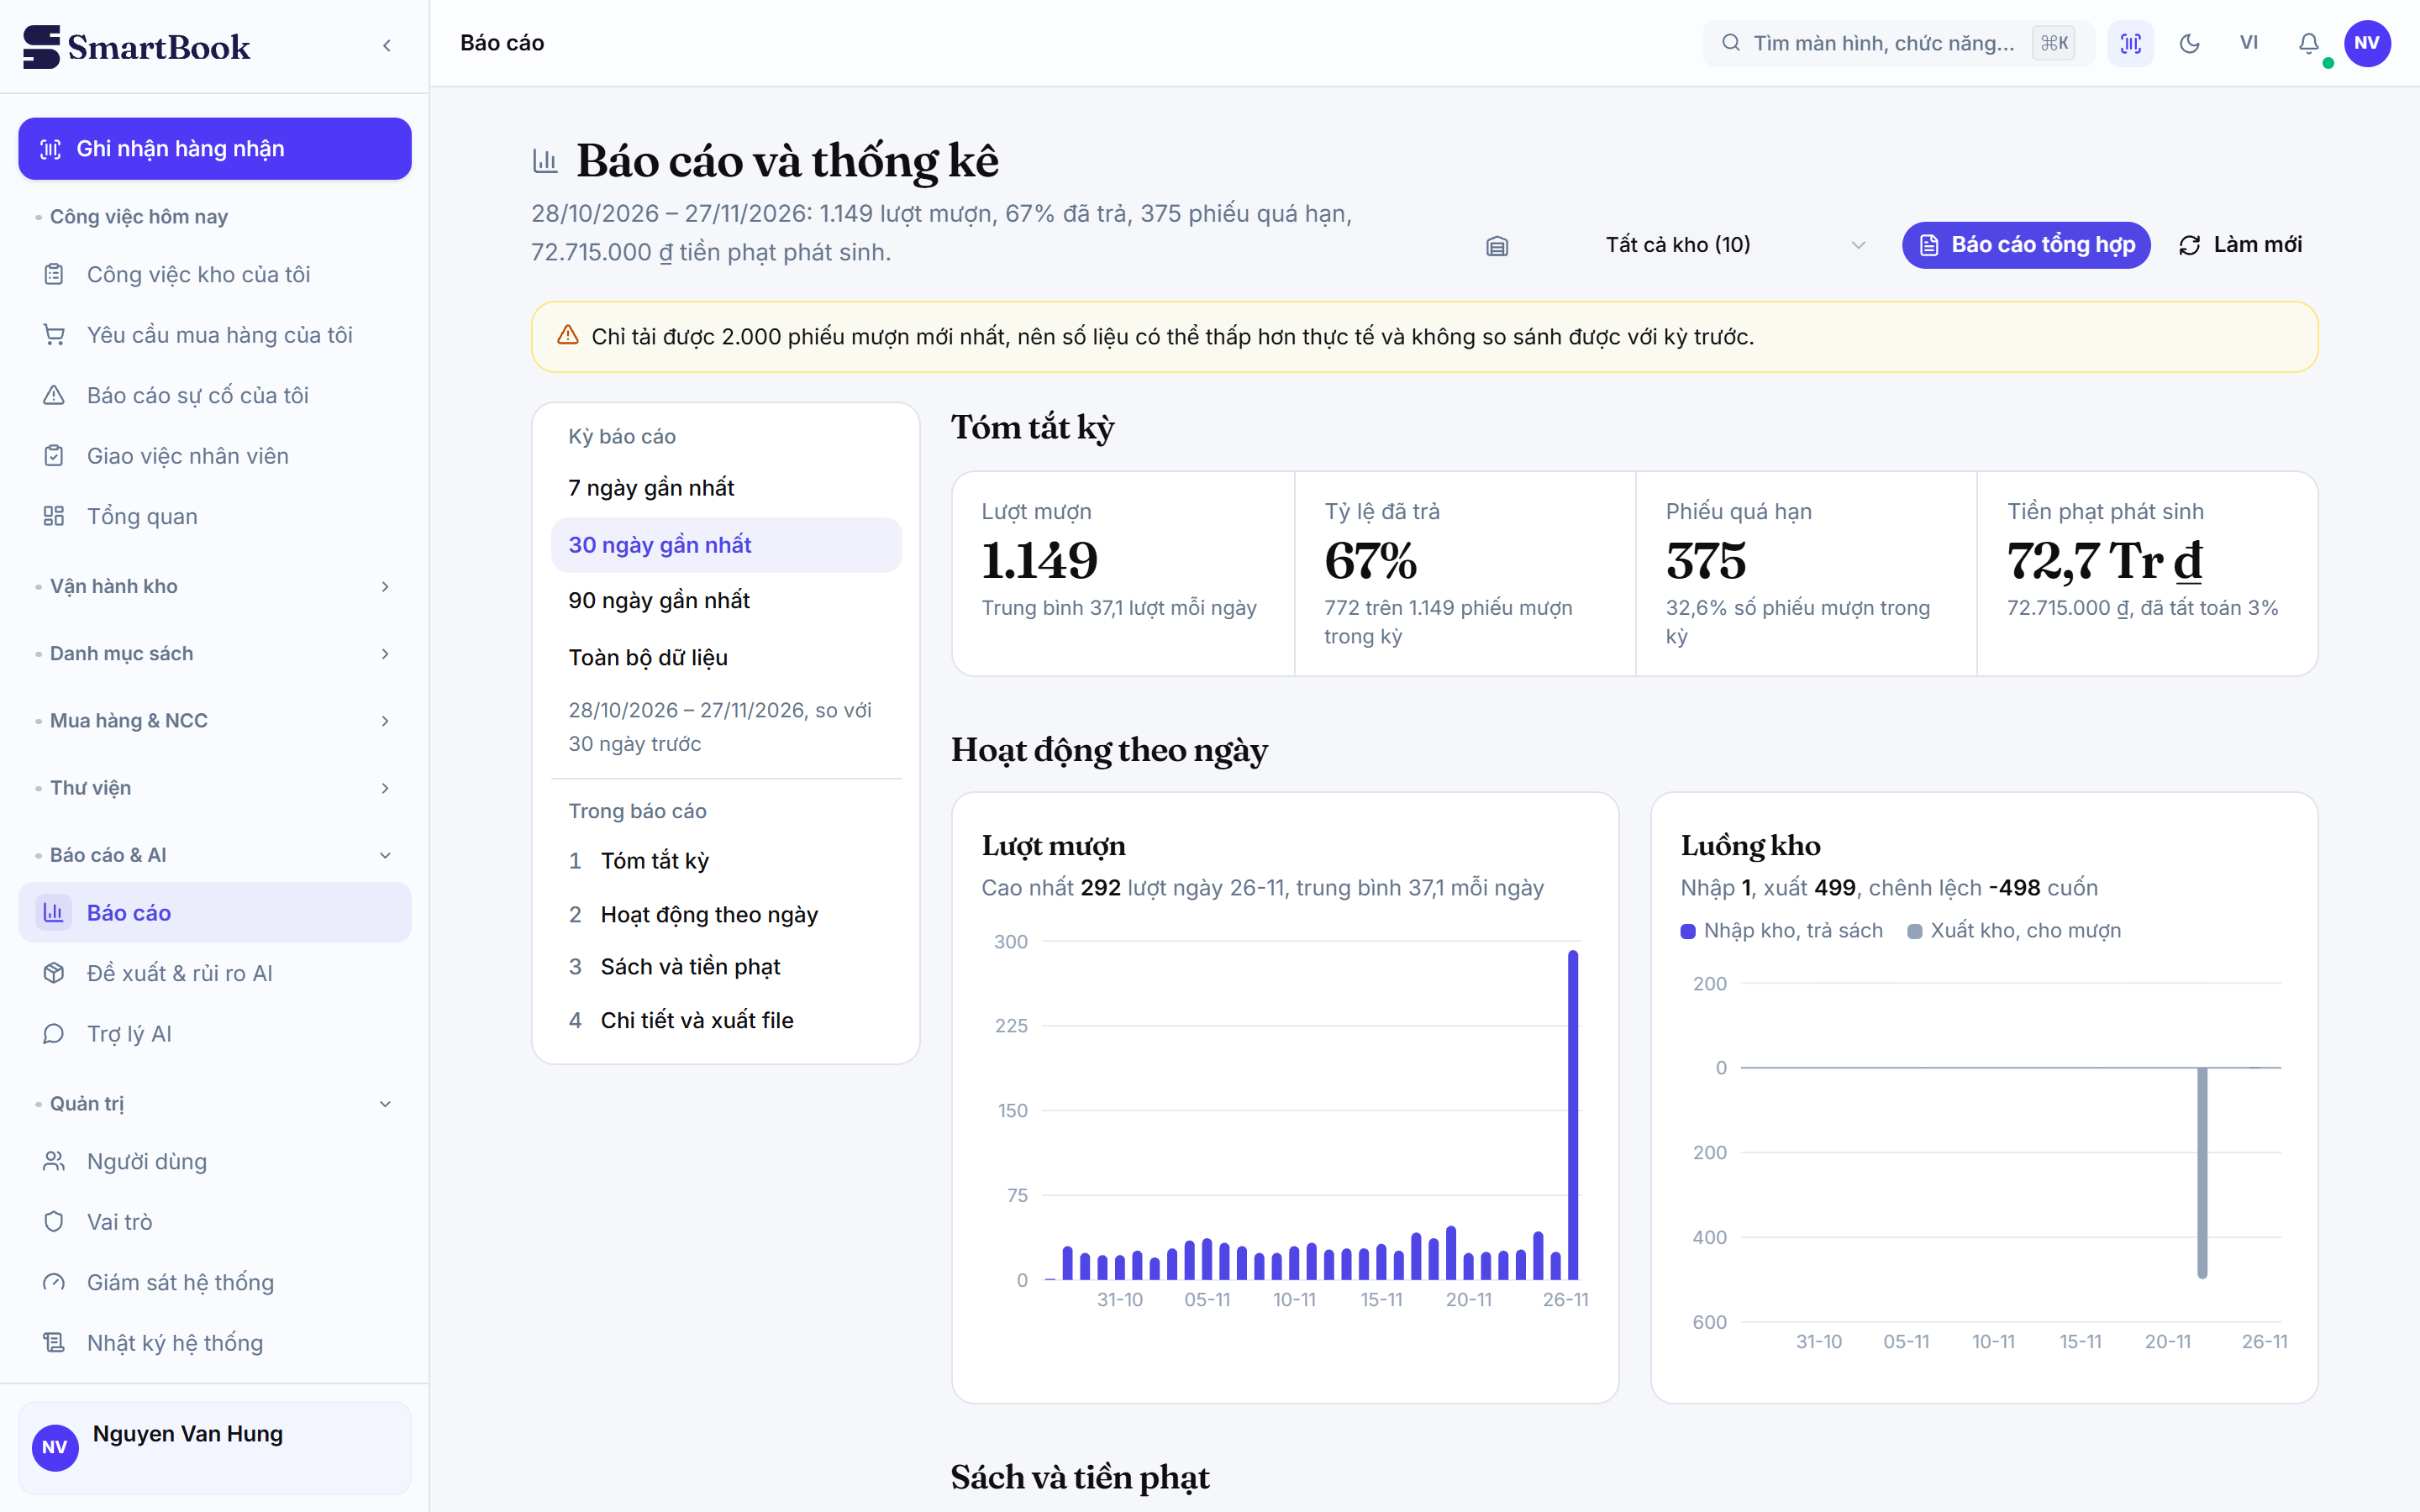 SmartBook
Ghi nhận hàng nhận
Công việc hôm nay
Công việc kho của tôi
Yêu cầu mua hàng của tôi
Báo cáo sự cố của tôi
Giao việc nhân viên
Tổng quan
Vận hành kho
Danh mục sách
Mua hàng & NCC
Thư viện
Báo cáo & AI
Báo cáo
Đề xuất & rủi ro AI
Trợ lý AI
Quản trị
Người dùng
Vai trò
Giám sát hệ thống
Nhật ký hệ thống
NV
Nguyen Van Hung
Báo cáo
Tìm màn hình, chức năng...
⌘K
VI
NV
Báo cáo và thống kê
28/10/2026 – 27/11/2026: 1.149 lượt mượn, 67% đã trả, 375 phiếu quá hạn,
72.715.000 ₫ tiền phạt phát sinh.
Tất cả kho (10)
Báo cáo tổng hợp
Làm mới
Chỉ tải được 2.000 phiếu mượn mới nhất, nên số liệu có thể thấp hơn thực tế và không so sánh được với kỳ trước.
Kỳ báo cáo
7 ngày gần nhất
30 ngày gần nhất
90 ngày gần nhất
Toàn bộ dữ liệu
28/10/2026 – 27/11/2026, so với
30 ngày trước
Trong báo cáo
1 Tóm tắt kỳ
2 Hoạt động theo ngày
3 Sách và tiền phạt
4 Chi tiết và xuất file
Tóm tắt kỳ
Lượt mượn
1.149
Trung bình 37,1 lượt mỗi ngày
Tỷ lệ đã trả
67%
772 trên 1.149 phiếu mượn
trong kỳ
Phiếu quá hạn
375
32,6% số phiếu mượn trong
kỳ
Tiền phạt phát sinh
72,7 Tr ₫
72.715.000 ₫, đã tất toán 3%
Hoạt động theo ngày
Lượt mượn
Cao nhất 292 lượt ngày 26-11, trung bình 37,1 mỗi ngày
300
225
150
75
0
31-10 05-11 10-11 15-11 20-11 26-11
Luồng kho
Nhập 1, xuất 499, chênh lệch -498 cuốn
Nhập kho, trả sách Xuất kho, cho mượn
200
0
200
400
600
31-10 05-11 10-11 15-11 20-11 26-11
Sách và tiền phạt